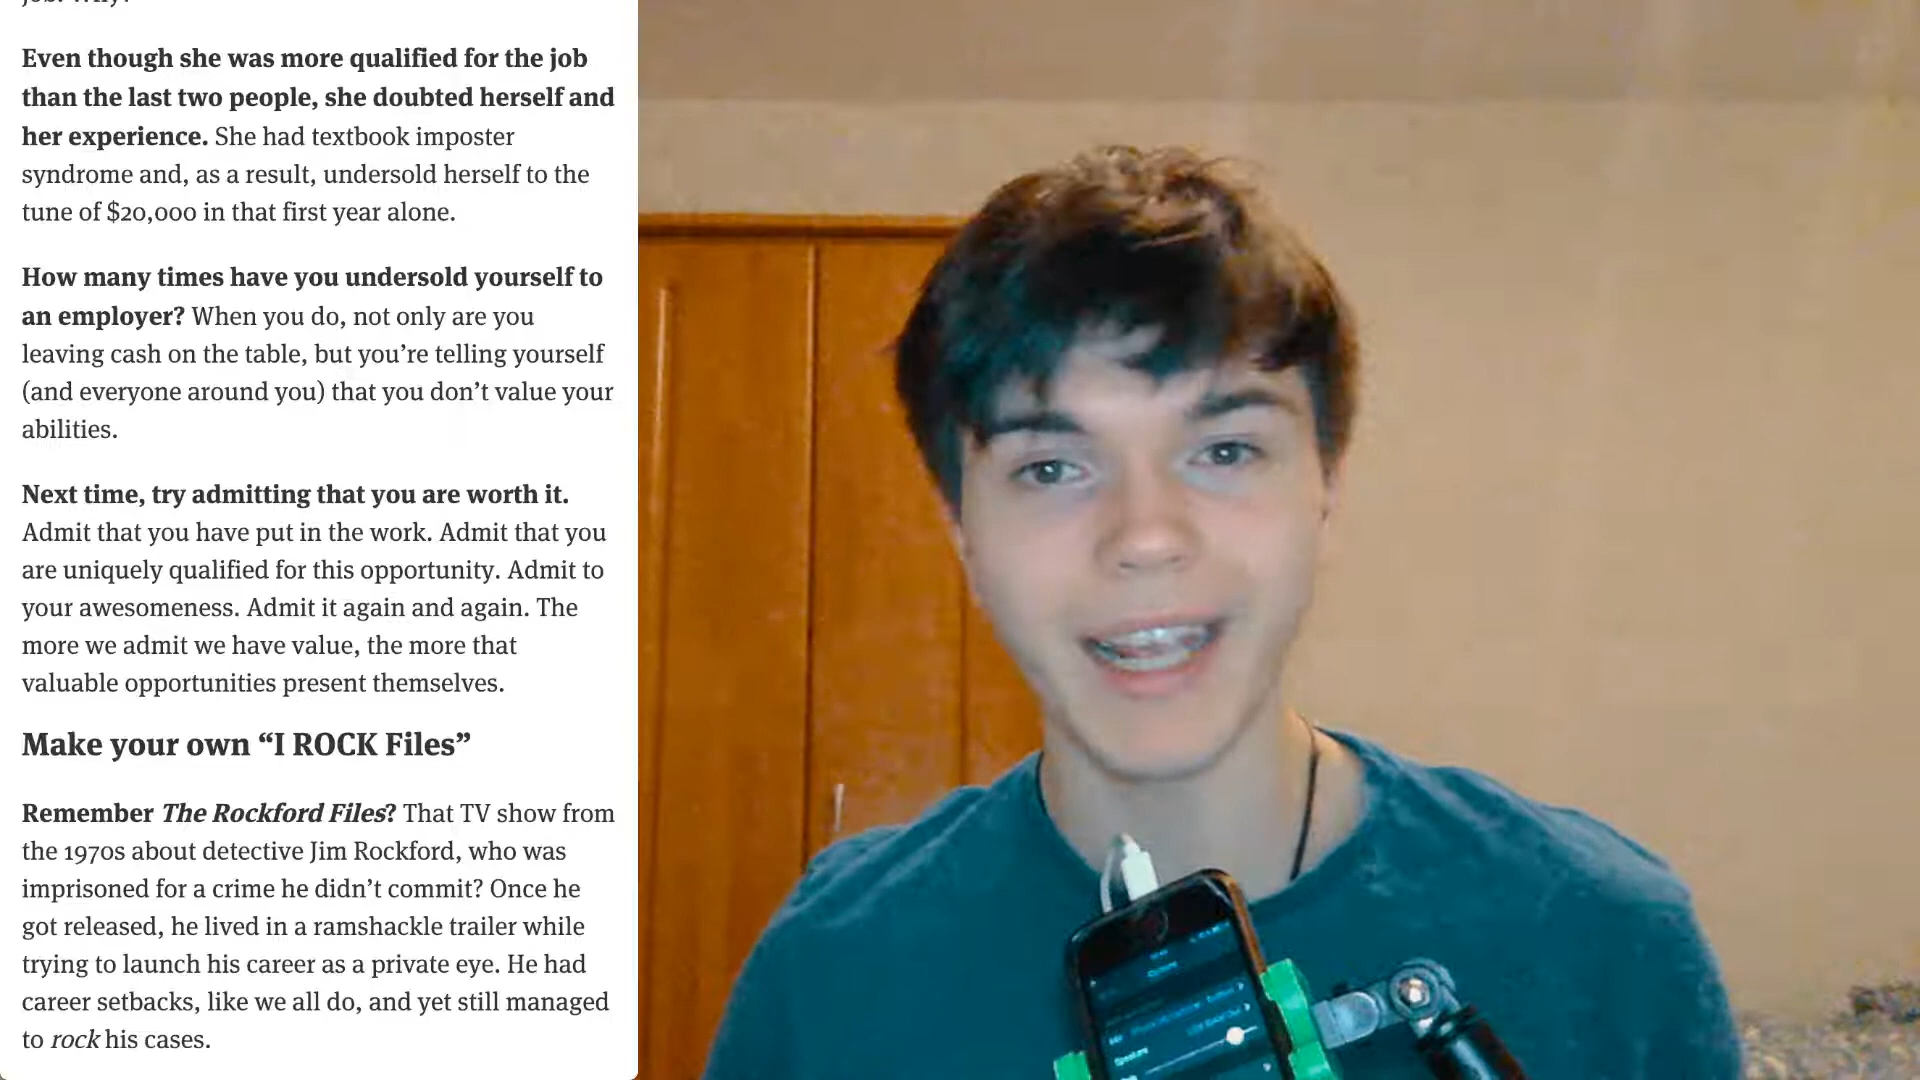 Even though she was more qualified for the job
than the last two people, she doubted herself and
her experience. She had textbook imposter
syndrome and, as a result, undersold herself to the
tune of $20,000 in that first year alone.
How many times have you undersold yourself to
an employer? When you do, not only are you
leaving cash on the table, but you’re telling yourself
(and everyone around you) that you don’t value your
abilities.
Next time, try admitting that you are worth it.
Admit that you have put in the work. Admit that you
are uniquely qualified for this opportunity. Admit to
your awesomeness. Admit it again and again. The
more we admit we have value, the more that
valuable opportunities present themselves.
Make your own “I ROCK Files”
Remember The Rockford Files? That TV show from
the 1970s about detective Jim Rockford, who was
imprisoned for a crime he didn’t commit? Once he
got released, he lived in a ramshackle trailer while
trying to launch his career as a private eye. He had
career setbacks, like we all do, and yet still managed
to rock his cases.